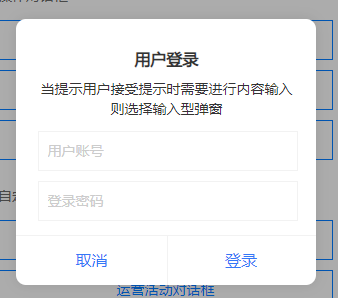 用户登录
当提示用户接受提示时需要进行内容输入
则选择输入型弹窗
用户账号
登录密码
取消
登录
自定
运营活动对话框